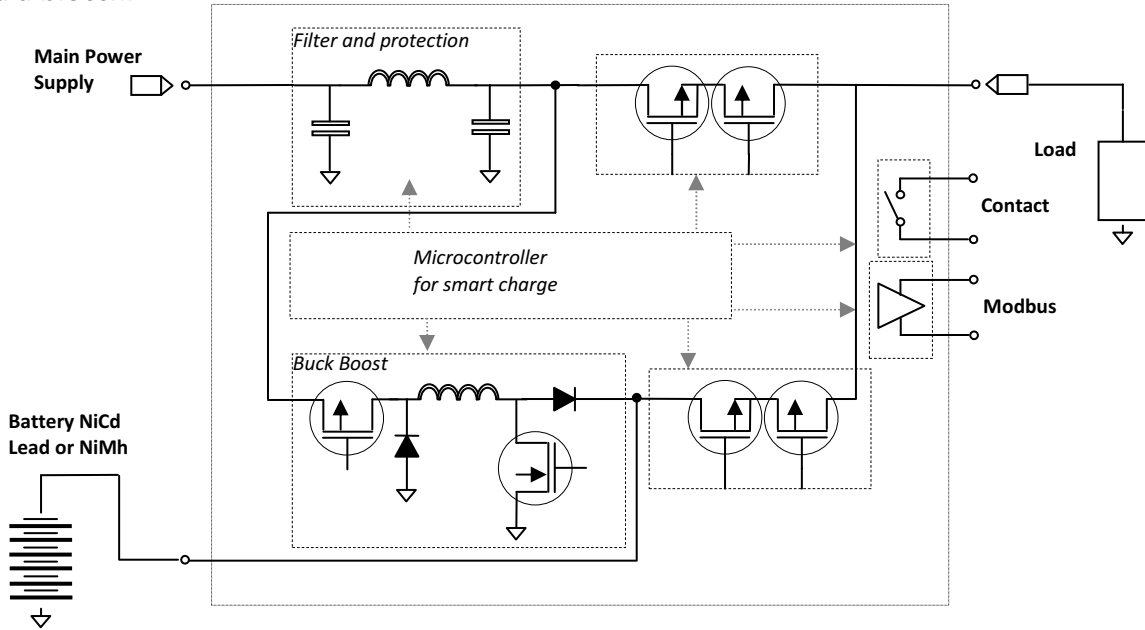 Filter and protection
Main Power
Supply
Load
Contact
Microcontroller
for smart charge
Modbus
Buck Boost
Battery NiCd
Lead or NiMh